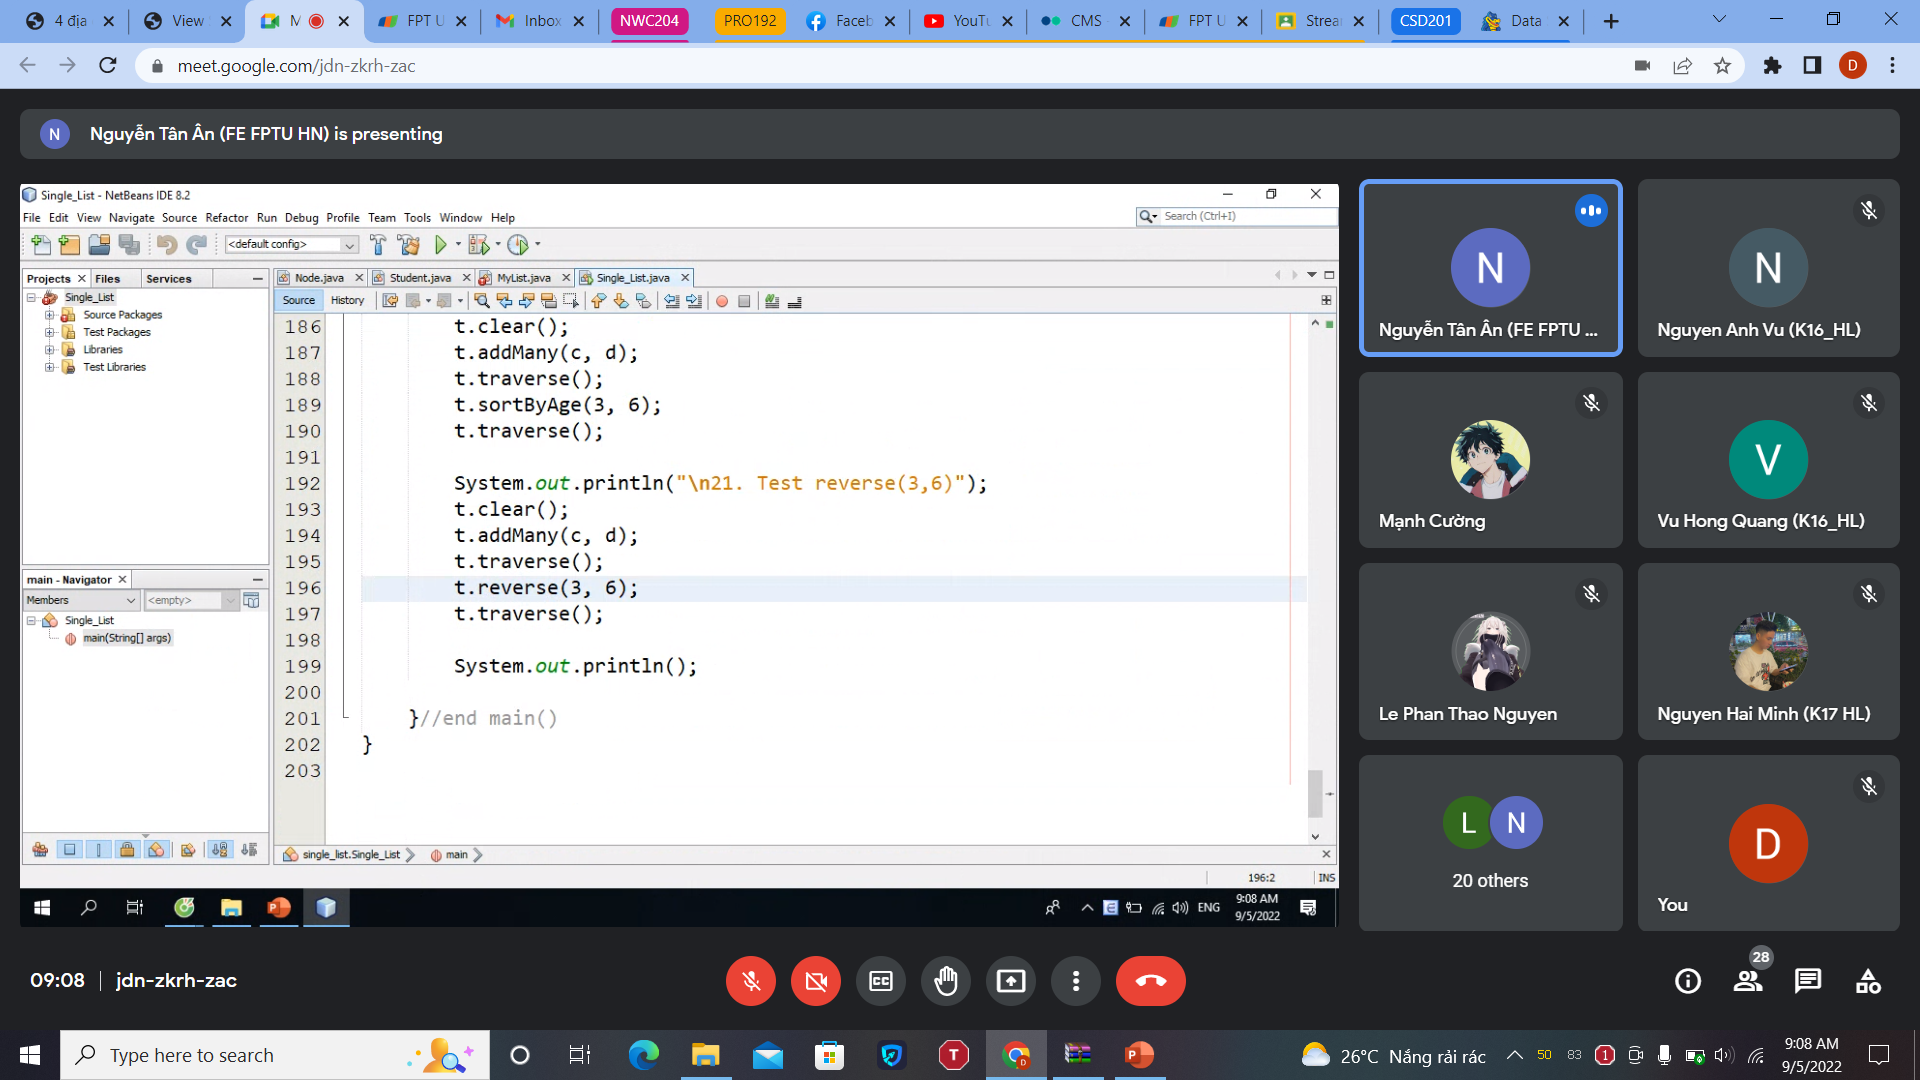 4 địa
View
M
FPT U
Inbox
NWC204
PRO192
Faceb
YouTu
CMS -
FPT U
Strea
CSD201
Data
meet.google.com/jdn-zkrh-zac
D
N
Nguyễn Tân Ân (FE FPTU HN) is presenting
Single_List - NetBeans IDE 8.2
File Edit View Navigate Source Refactor Run Debug Profile Team Tools Window Help
Search (Ctrl+I)
<default config>
Projects Files Services
Single_List
Source Packages
Test Packages
Libraries
Test Libraries
main - Navigator
Members
<empty>
Single_List
main(String[] args)
Node.java Student.java MyList.java Single_List.java
Source History
186 t.clear();
187 t.addMany(c, d);
188 t.traverse();
189 t.sortByAge(3, 6);
190 t.traverse();
191
192 System.out.println("\n21. Test reverse(3,6)");
193 t.clear();
194 t.addMany(c, d);
195 t.traverse();
196 t.reverse(3, 6);
197 t.traverse();
198
199 System.out.println();
200
201 }//end main()
202 }
203
single_list.Single_List main
196:2 INS
ENG
9:08 AM
9/5/2022
N
Nguyễn Tân Ân (FE FPTU ...
N
Nguyen Anh Vu (K16_HL)
Mạnh Cường
V
Vu Hong Quang (K16_HL)
Le Phan Thao Nguyen
Nguyen Hai Minh (K17 HL)
L N
20 others
D
You
09:08 | jdn-zkrh-zac
28
Type here to search
T
26°C Nắng rải rác
50
83
1
9:08 AM
9/5/2022